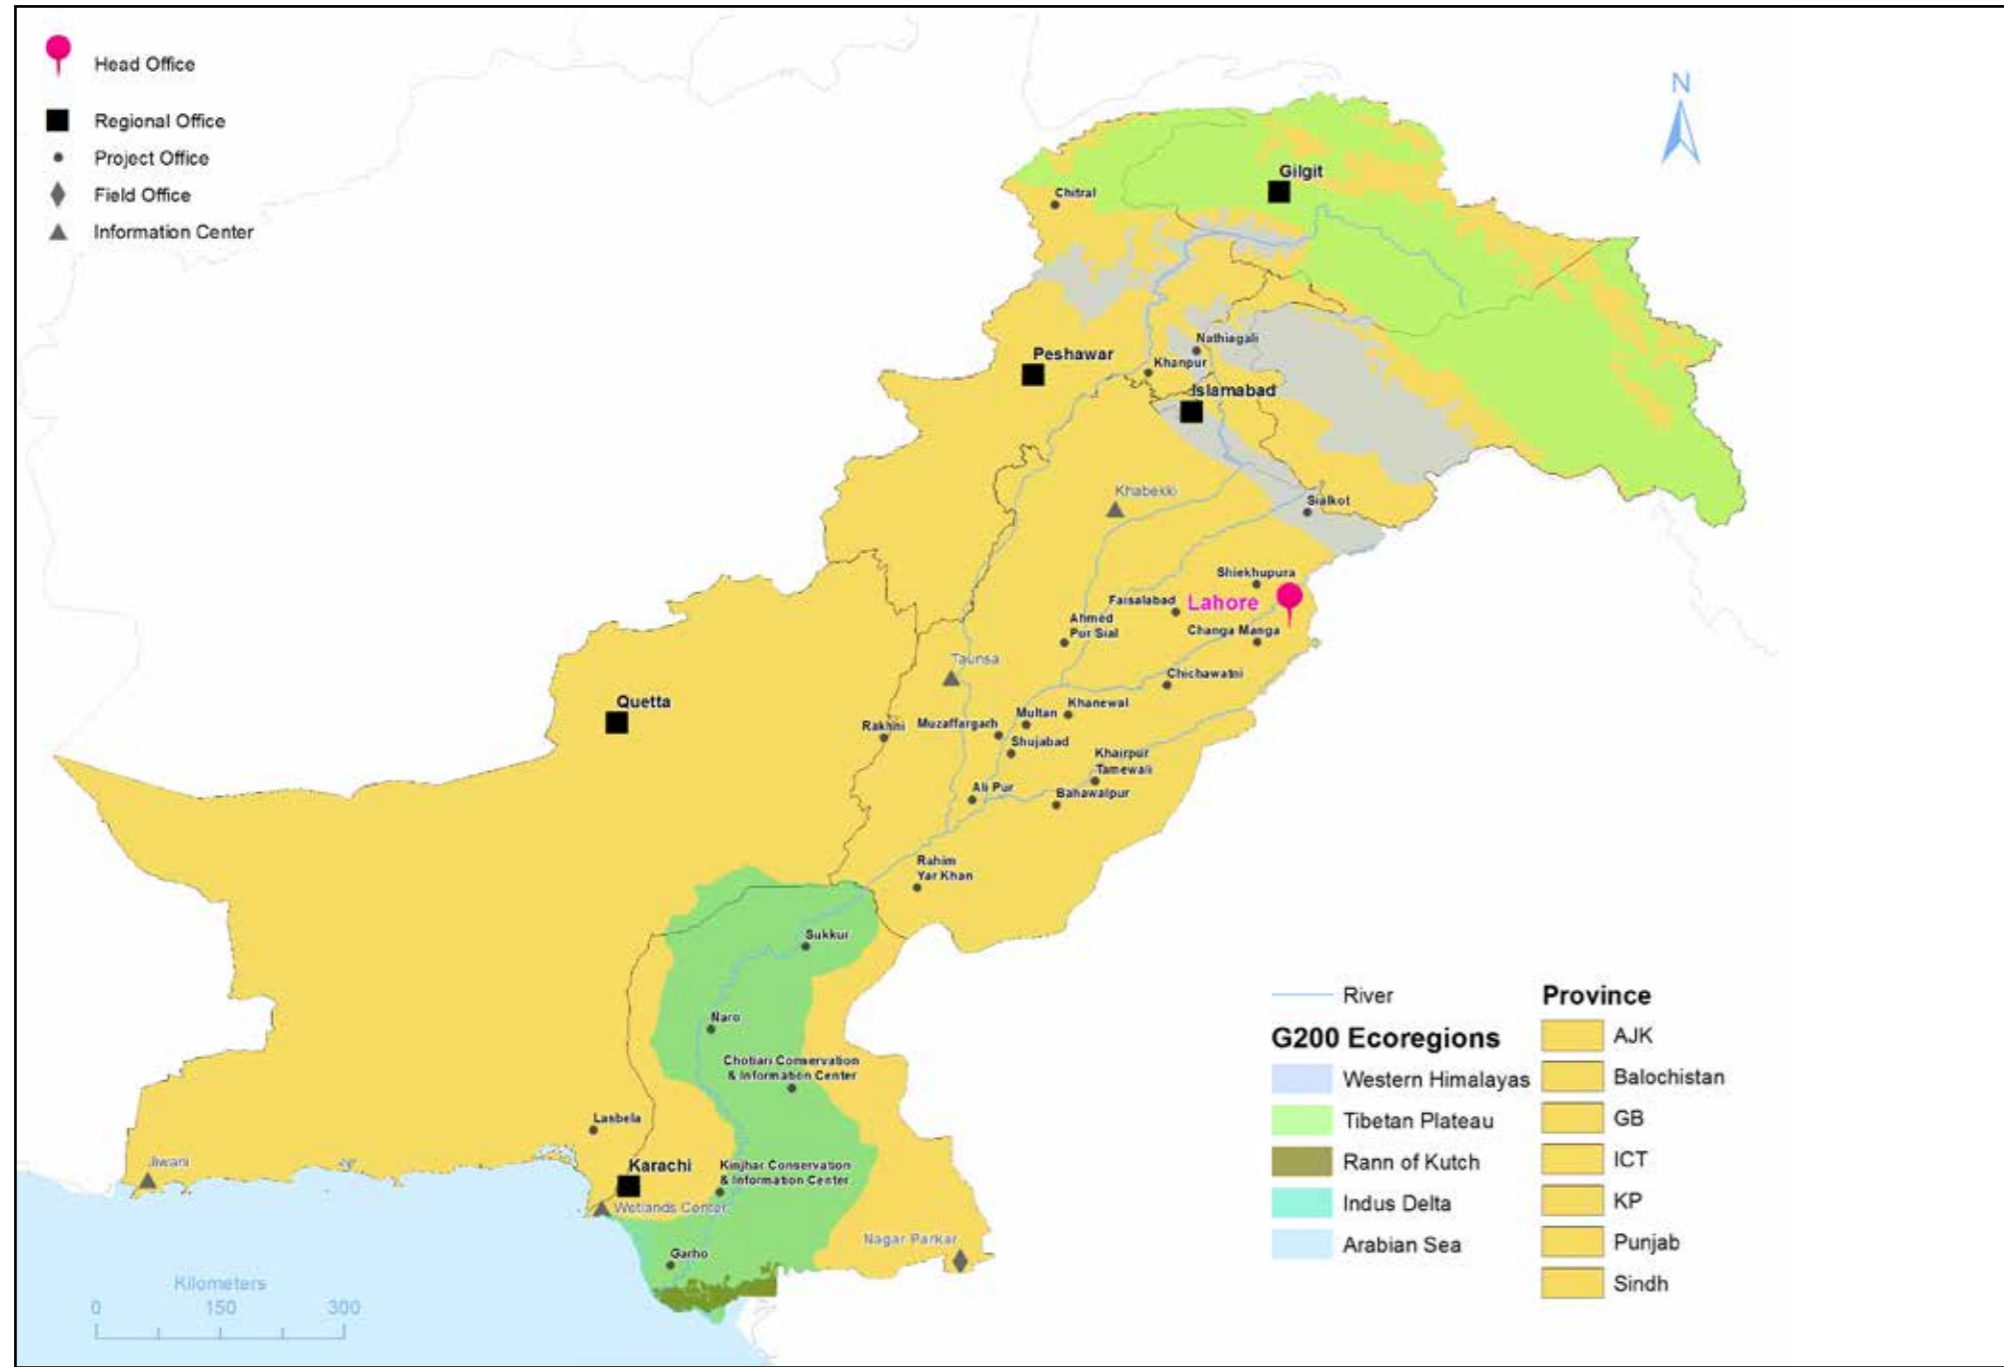 Head Office
Regional Office
Project Office
Field Office
Information Center
N
Gilgit
Chitral
Nathiagali
Peshawar
Khanpur
Islamabad
Khabekki
Sialkot
Shiekhupura
Faisalabad
Lahore
Ahmed
Pur Sial
Changa Manga
Taunsa
Chichawatni
Quetta
Khanewal
Multan
Rakhni
Muzaffargarh
Shujabad
Khairpur
Tamewali
Ali Pur
Bahawalpur
Rahim
Yar Khan
Sukkur
Naro
Chotiari Conservation
& Information Center
Lasbela
Jiwani
Karachi
Kinjhar Conservation
& Information Center
Wetlands Center
Nagar Parkar
Garho
Kilometers
0 150 300
River
G200 Ecoregions
Western Himalayas
Tibetan Plateau
Rann of Kutch
Indus Delta
Arabian Sea
Province
AJK
Balochistan
GB
ICT
KP
Punjab
Sindh